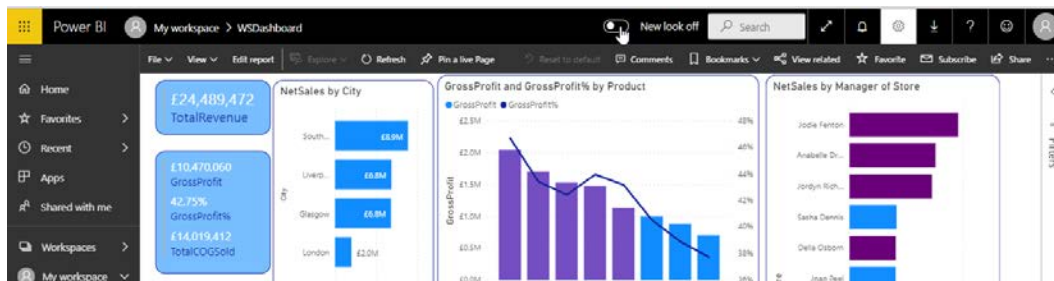 Power BI
My workspace > WSDashboard
New look off
Search
File
View
Edit report
Explore
Refresh
Pin a live Page
Reset to default
Comments
Bookmarks
View related
Favorite
Subscribe
Share
Home
Favorites
Recent
Apps
Shared with me
Workspaces
My workspace
£24,489,472
TotalRevenue
£10,470,060
GrossProfit
42.75%
GrossProfit%
£14,019,412
TotalCOGSold
NetSales by City
City
South...
£8.9M
Liverp...
£6.8M
Glasgow
£6.8M
London
£2.0M
GrossProfit and GrossProfit% by Product
GrossProfit GrossProfit%
GrossProfit
£2.5M
£2.0M
£1.5M
£1.0M
£0.5M
£0.0M
48%
46%
44%
42%
40%
38%
36%
NetSales by Manager of Store
Jodie Fenton
Anabelle Dr...
Jordyn Rich...
Sasha Dennis
Della Osborn
Joan Peel
Filters